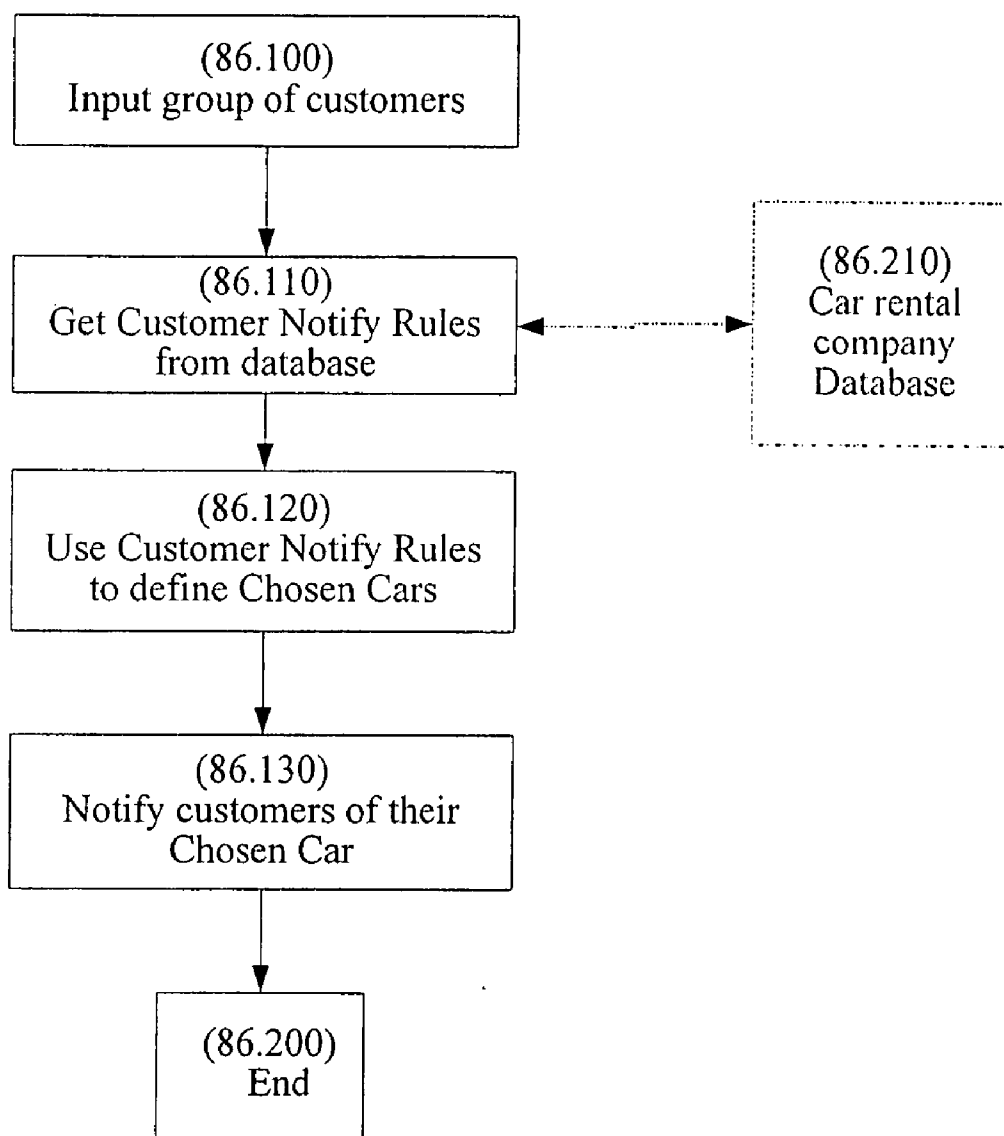 (86.100)
Input group of customers
(86.110)
Get Customer Notify Rules
from database
(86.210)
Car rental
company
Database
(86.120)
Use Customer Notify Rules
to define Chosen Cars
(86.130)
Notify customers of their
Chosen Car
(86.200)
End